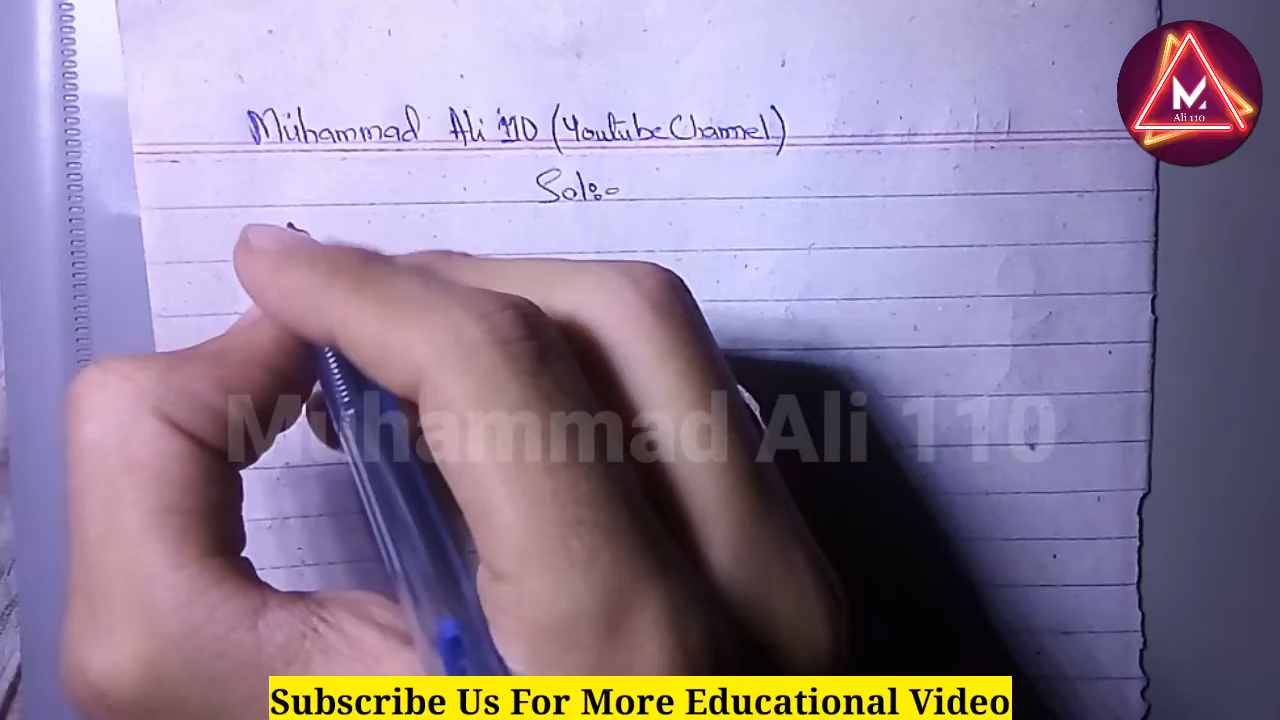 Muhammad Ali 110 (Youtube Channel)
Sol:-
M
Ali 110
Muhammad Ali 110
Subscribe Us For More Educational Video